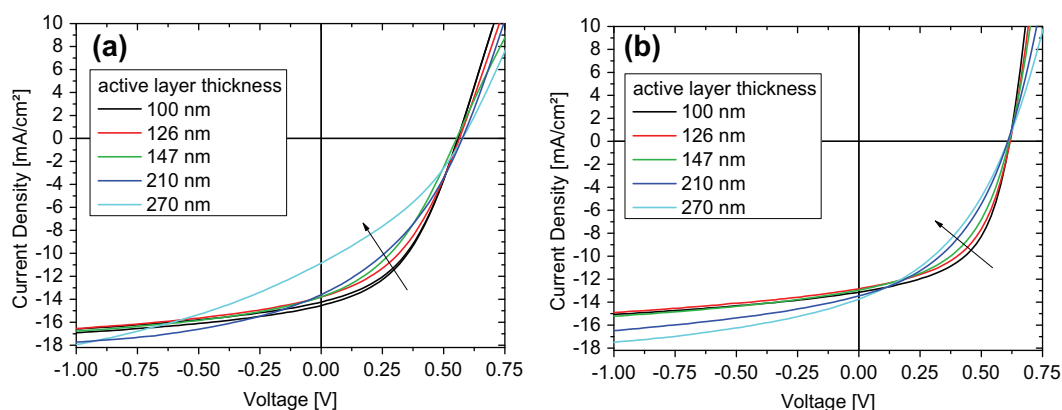 (a)
active layer thickness
100 nm
126 nm
147 nm
210 nm
270 nm
10
8
6
4
2
0
-2
-4
-6
-8
-10
-12
-14
-16
-18
Current Density [mA/cm²]
-1.00 -0.75 -0.50 -0.25 0.00 0.25 0.50 0.75
Voltage [V]
(b)
active layer thickness
100 nm
126 nm
147 nm
210 nm
270 nm
10
8
6
4
2
0
-2
-4
-6
-8
-10
-12
-14
-16
-18
Current Density [mA/cm²]
-1.00 -0.75 -0.50 -0.25 0.00 0.25 0.50 0.75
Voltage [V]